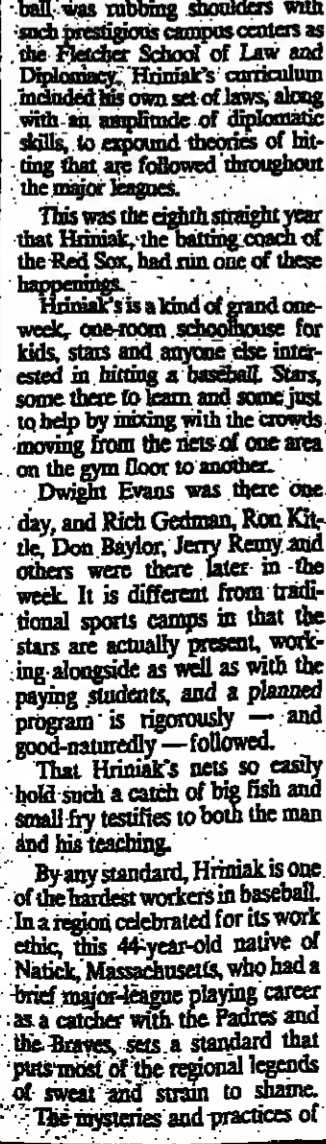 ball, was rubbing shoulders with
such prestigious campus centers as
the Fletcher School of Law and
Diplomacy. Hriniak's curriculum
included his own set of laws, along
with an amplitude of diplomatic
skills, to expound theories of hit-
ting that are followed throughout
the major leagues.
This was the eighth straight year
that Hriniak, the batting coach of
the Red Sox, had run one of these
happenings.
Hriniak's is a kind of grand one-
week, one-room schoolhouse for
kids, stars and anyone else inter-
ested in hitting a baseball. Stars,
some there to learn and some just
to help by mixing with the crowds
moving from the nets of one area
on the gym floor to another.
Dwight Evans was there one
day, and Rich Gedman, Ron Kit-
tle, Don Baylor, Jerry Remy and
others were there later in the
week. It is different from tradi-
tional sports camps in that the
stars are actually present, work-
ing alongside as well as with the
paying students, and a planned
program is rigorously — and
good-naturedly — followed.
That Hriniak's nets so easily
hold such a catch of big fish and
small fry testifies to both the man
and his teaching.
By any standard, Hriniak is one
of the hardest workers in baseball.
In a region celebrated for its work
ethic, this 44-year-old native of
Natick, Massachusetts, who had a
brief major-league playing career
as a catcher with the Padres and
the Braves, sets a standard that
puts most of the regional legends
of sweat and strain to shame.
The mysteries and practices of